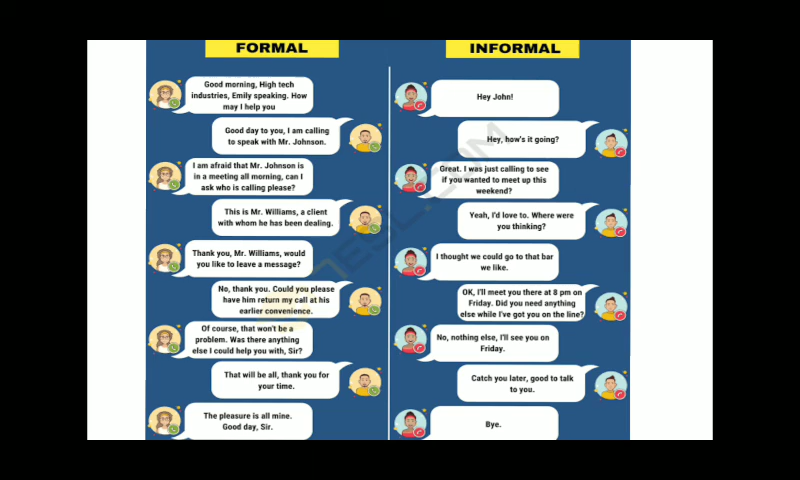 FORMAL
Good morning, High tech
industries, Emily speaking. How
may I help you
Good day to you, I am calling
to speak with Mr. Johnson.
I am afraid that Mr. Johnson is
in a meeting all morning, can I
ask who is calling please?
This is Mr. Williams, a client
with whom he has been dealing.
Thank you, Mr. Williams, would
you like to leave a message?
No, thank you. Could you please
have him return my call at his
earlier convenience.
Of course, that won't be a
problem. Was there anything
else I could help you with, Sir?
That will be all, thank you for
your time.
The pleasure is all mine.
Good day, Sir.
INFORMAL
Hey John!
Hey, how's it going?
Great. I was just calling to see
if you wanted to meet up this
weekend?
Yeah, I'd love to. Where were
you thinking?
I thought we could go to that bar
we like.
OK, I'll meet you there at 8 pm on
Friday. Did you need anything
else while I've got you on the line?
No, nothing else, I'll see you on
Friday.
Catch you later, good to talk
to you.
Bye.